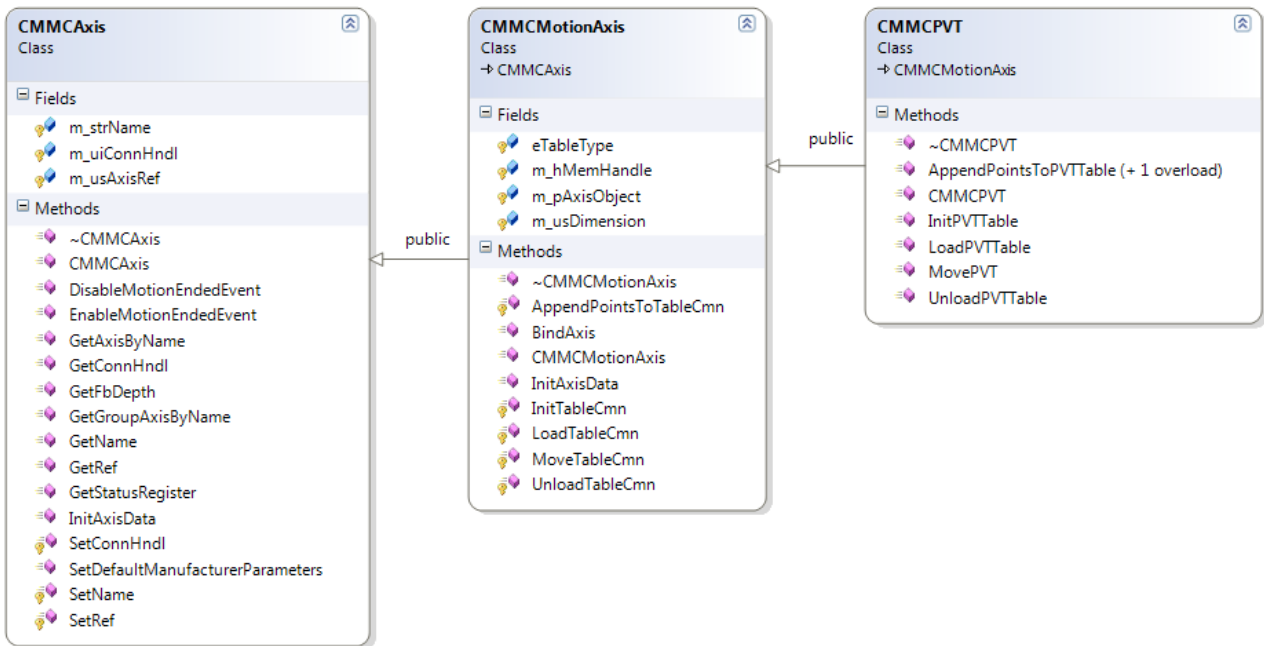 CMMCAxis
Class
Fields
m_strName
m_uiConnHndl
m_usAxisRef
Methods
~CMMCAxis
CMMCAxis
DisableMotionEndedEvent
EnableMotionEndedEvent
GetAxisByName
GetConnHndl
GetFbDepth
GetGroupAxisByName
GetName
GetRef
GetStatusRegister
InitAxisData
SetConnHndl
SetDefaultManufacturerParameters
SetName
SetRef
public
CMMCMotionAxis
Class
CMMCAxis
Fields
eTableType
m_hMemHandle
m_pAxisObject
m_usDimension
Methods
~CMMCMotionAxis
AppendPointsToTableCmn
BindAxis
CMMCMotionAxis
InitAxisData
InitTableCmn
LoadTableCmn
MoveTableCmn
UnloadTableCmn
public
CMMCPVT
Class
CMMCMotionAxis
Methods
~CMMCPVT
AppendPointsToPVTTable (+ 1 overload)
CMMCPVT
InitPVTTable
LoadPVTTable
MovePVT
UnloadPVTTable